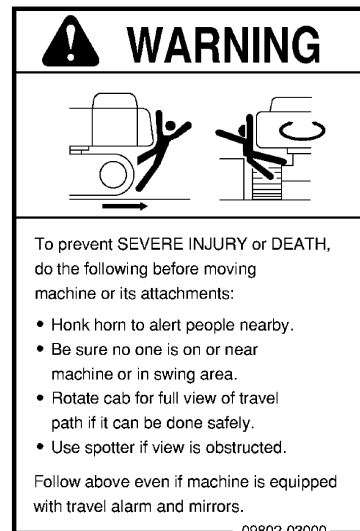 WARNING
To prevent SEVERE INJURY or DEATH,
do the following before moving
machine or its attachments:
• Honk horn to alert people nearby.
• Be sure no one is on or near
machine or in swing area.
• Rotate cab for full view of travel
path if it can be done safely.
• Use spotter if view is obstructed.
Follow above even if machine is equipped
with travel alarm and mirrors.
09802-03000